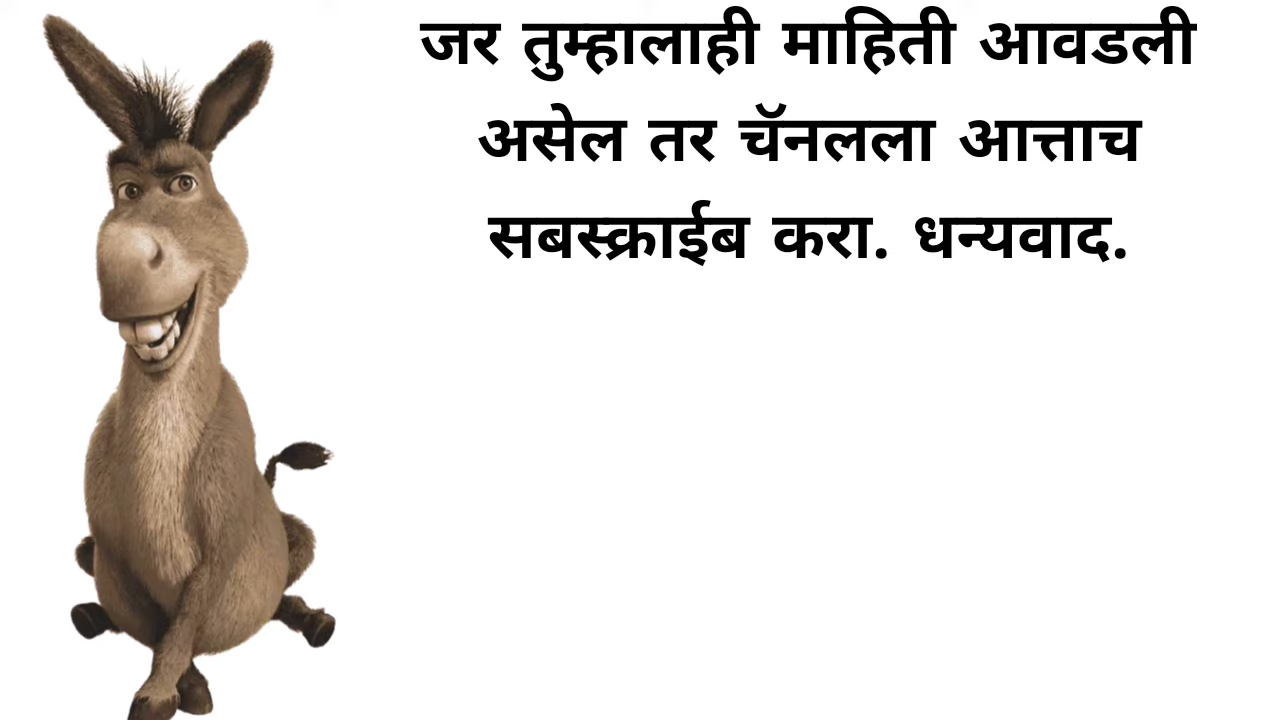 जर तुम्हालाही माहिती आवडली
असेल तर चॅनलला आत्ताच
सबस्क्राईब करा. धन्यवाद.